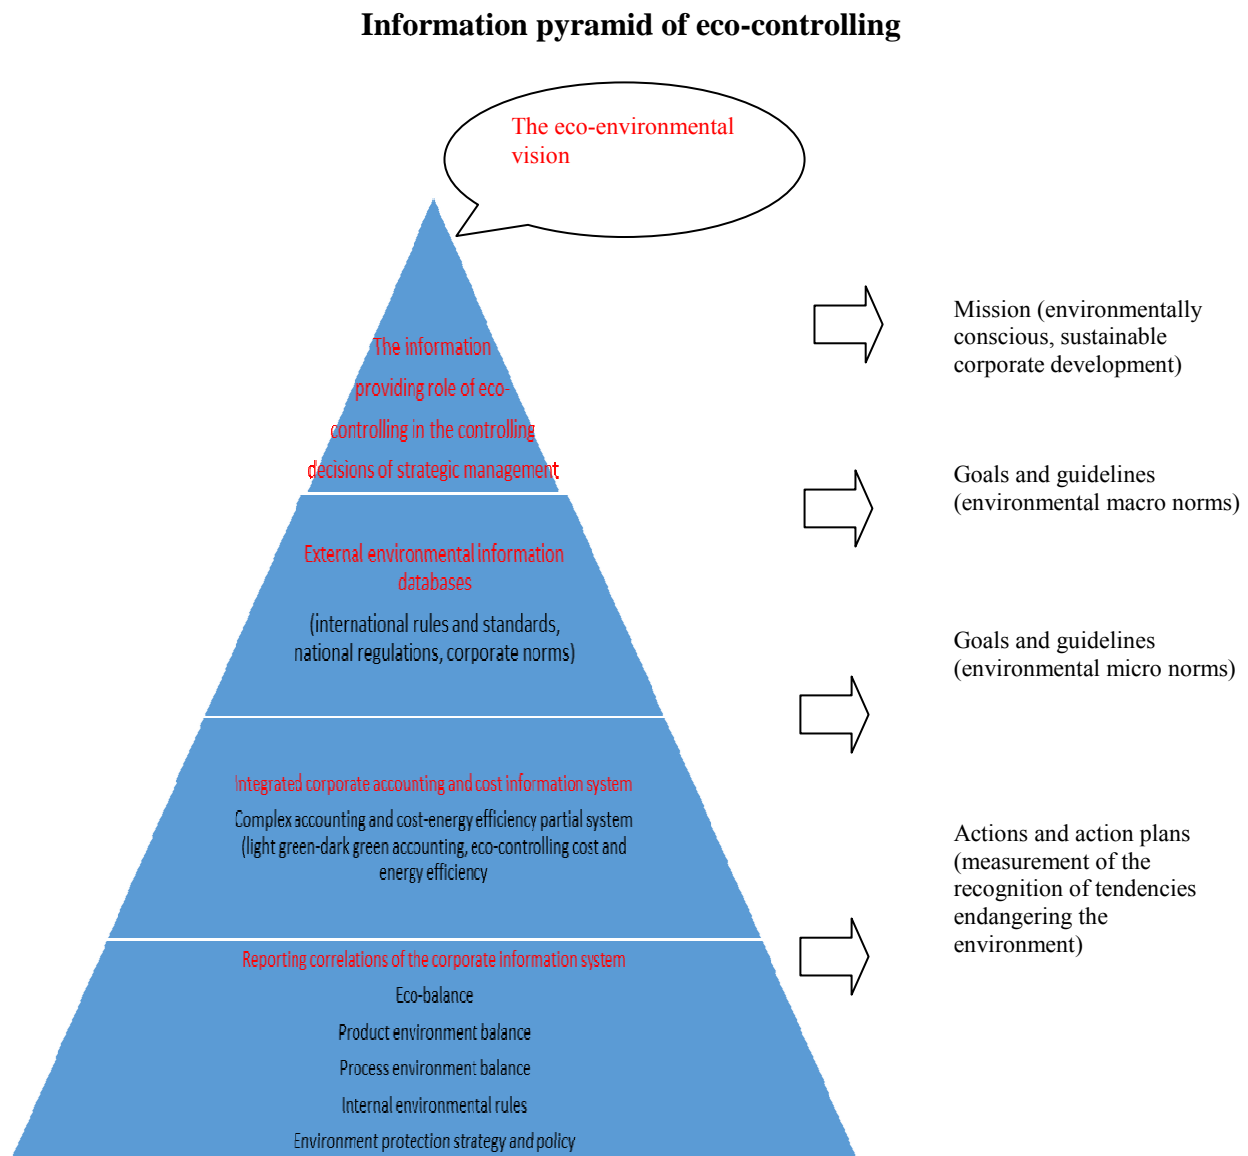 Information pyramid of eco-controlling
The eco-environmental
vision
The information
providing role of eco-
controlling in the controlling
decisions of strategic management
Mission (environmentally
conscious, sustainable
corporate development)
External environmental information
databases
(international rules and standards,
national regulations, corporate norms)
Goals and guidelines
(environmental macro norms)
Integrated corporate accounting and cost information system
Complex accounting and cost-energy efficiency partial system
(light green-dark green accounting, eco-controlling cost and
energy efficiency
Goals and guidelines
(environmental micro norms)
Reporting correlations of the corporate information system
Eco-balance
Product environment balance
Process environment balance
Internal environmental rules
Environment protection strategy and policy
Actions and action plans
(measurement of the
recognition of tendencies
endangering the
environment)